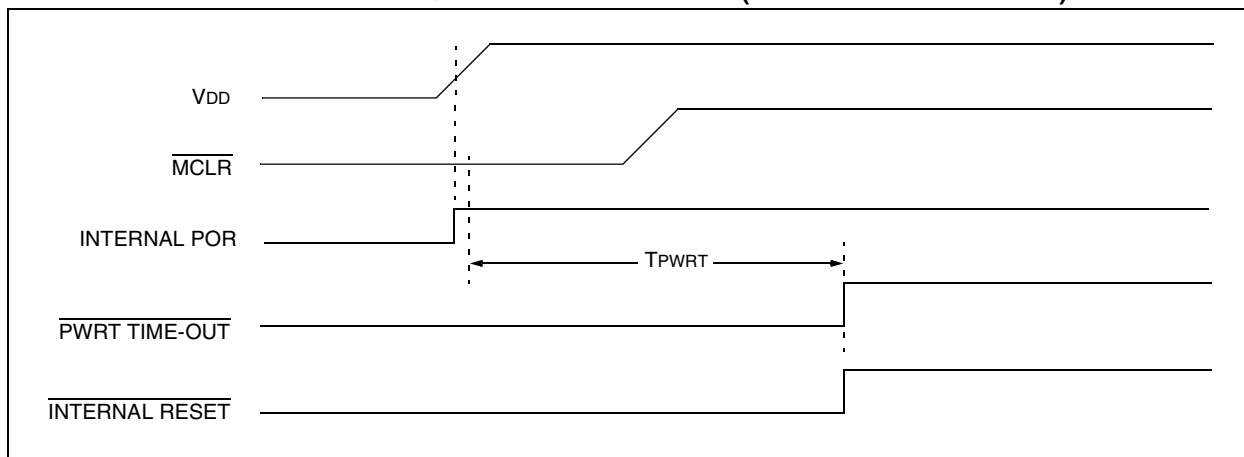 VDD
MCLR
INTERNAL POR
TPWRT
PWRT TIME-OUT
INTERNAL RESET